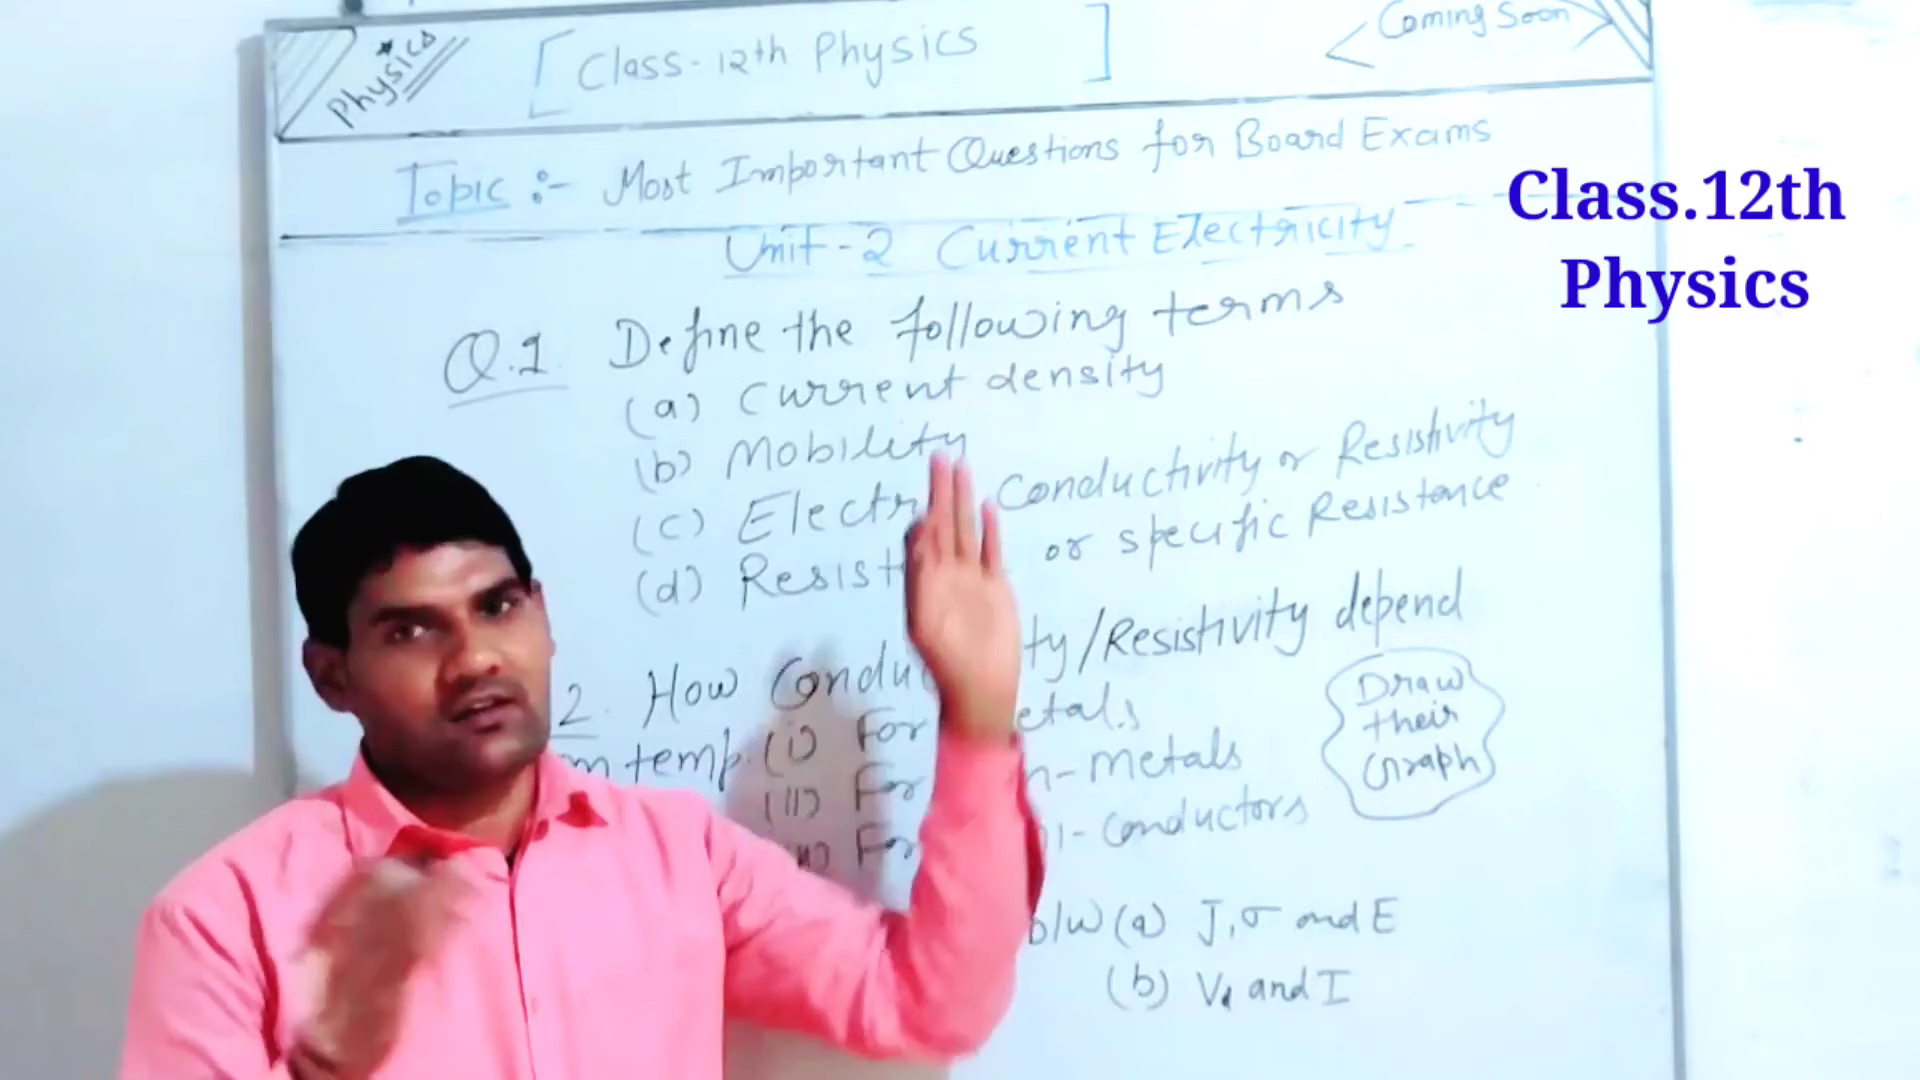 Physics
[Class-12th Physics]
Coming Soon
Topic :- Most Important Questions for Board Exams
Unit-2 Current Electricity
Class.12th
Physics
Q.1 Define the following terms
(a) Current density
(b) Mobility
(c) Electr Conductivity or Resistivity
(d) Resist or specific Resistance
2. How Condu ty/Resistivity depend
temp. (i) For etals
(ii) For n-metals
For i-conductors
Draw
their
Graph
b/w (a) J, σ and E
(b) Vd and I